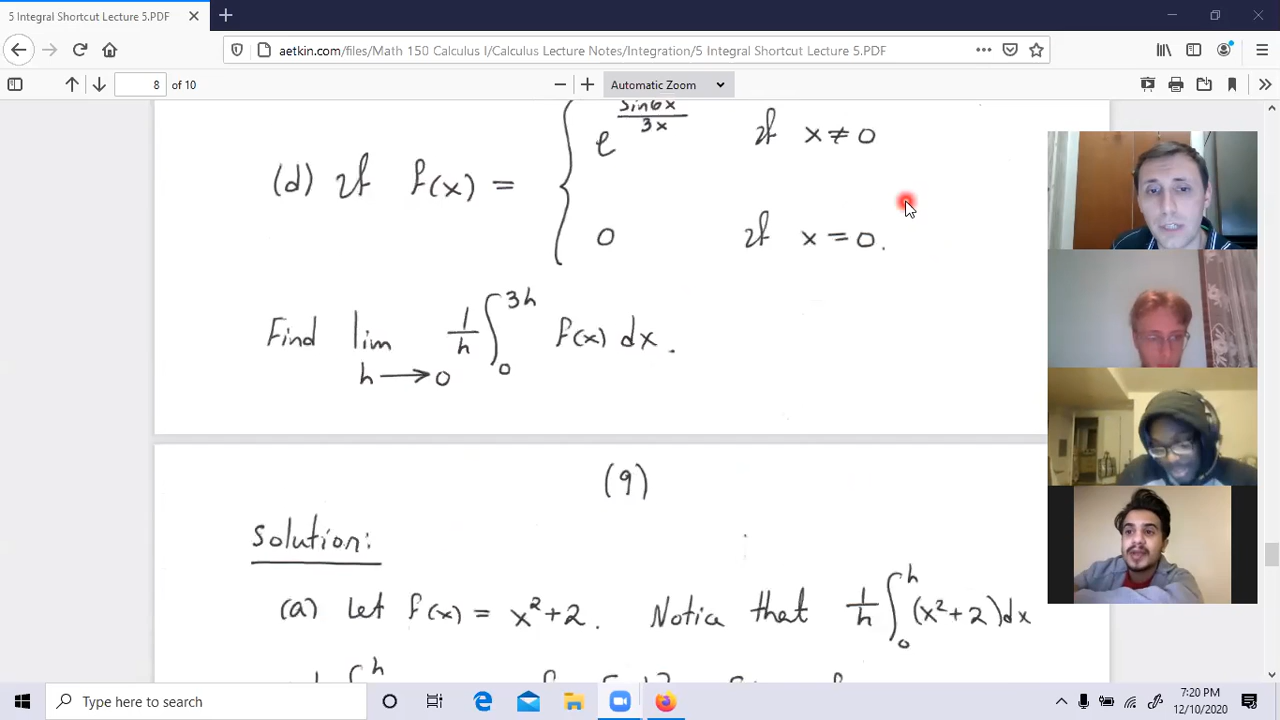 5 Integral Shortcut Lecture 5.PDF
aetkin.com/files/Math 150 Calculus I/Calculus Lecture Notes/Integration/5 Integral Shortcut Lecture 5.PDF
8 of 10
Automatic Zoom
sin6x
3x
(d) If f(x) = { e if x ≠ 0
0 if x = 0.
Find lim 1/h ∫₀³ʰ f(x) dx.
h → 0
(9)
Solution:
(a) Let f(x) = x² + 2. Notice that 1/h ∫₀ʰ (x² + 2) dx
h
Type here to search
7:20 PM
12/10/2020